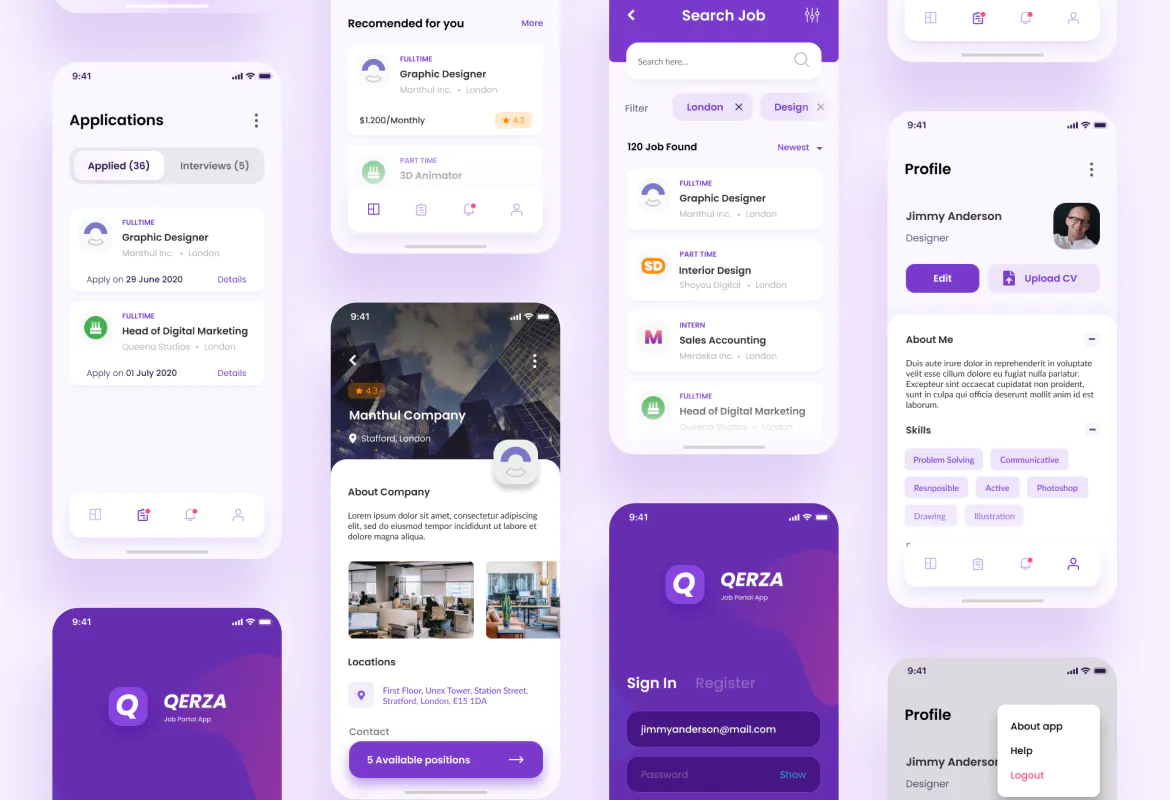 9:41
Applications
Applied (36)
Interviews (5)
FULLTIME
Graphic Designer
Manthul Inc. • London
Apply on 29 June 2020
Details
FULLTIME
Head of Digital Marketing
Queena Studios • London
Apply on 01 July 2020
Details
9:41
Q
QERZA
Job Portal App
Recomended for you
More
FULLTIME
Graphic Designer
Manthul Inc. • London
$1.200/Monthly
★ 4.3
PART TIME
3D Animator
9:41
★ 4.3
Manthul Company
Stafford, London
About Company
Lorem ipsum dolor sit amet, consectetur adipiscing
elit, sed do eiusmod tempor incididunt ut labore et
dolore magna aliqua.
Locations
First Floor, Unex Tower, Station Street,
Stratford, London, E15 1DA
Contact
5 Available positions
Search Job
Search here...
Filter
London
Design
120 Job Found
Newest
FULLTIME
Graphic Designer
Manthul Inc. • London
SD
PART TIME
Interior Design
Shoyou Digital • London
M
INTERN
Sales Accounting
Merdeka Inc. • London
FULLTIME
Head of Digital Marketing
Queena Studios • London
9:41
Q
QERZA
Job Portal App
Sign In
Register
jimmyanderson@mail.com
Password
Show
9:41
Profile
Jimmy Anderson
Designer
Edit
Upload CV
About Me
Duis aute irure dolor in reprehenderit in voluptate
velit esse cillum dolore eu fugiat nulla pariatur.
Excepteur sint occaecat cupidatat non proident,
sunt in culpa qui officia deserunt mollit anim id est
laborum.
Skills
Problem Solving
Communicative
Resnposible
Active
Photoshop
Drawing
Illustration
9:41
Profile
Jimmy Anderson
Designer
About app
Help
Logout